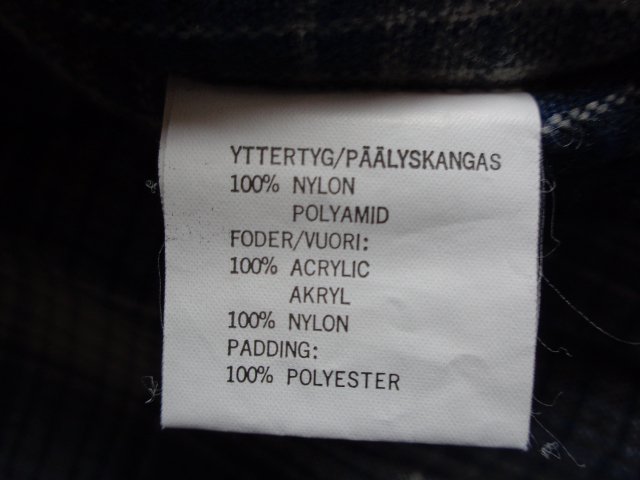 YTTERTYG/PÄÄLYSKANGAS
100% NYLON
POLYAMID
FODER/VUORI:
100% ACRYLIC
AKRYL
100% NYLON
PADDING:
100% POLYESTER